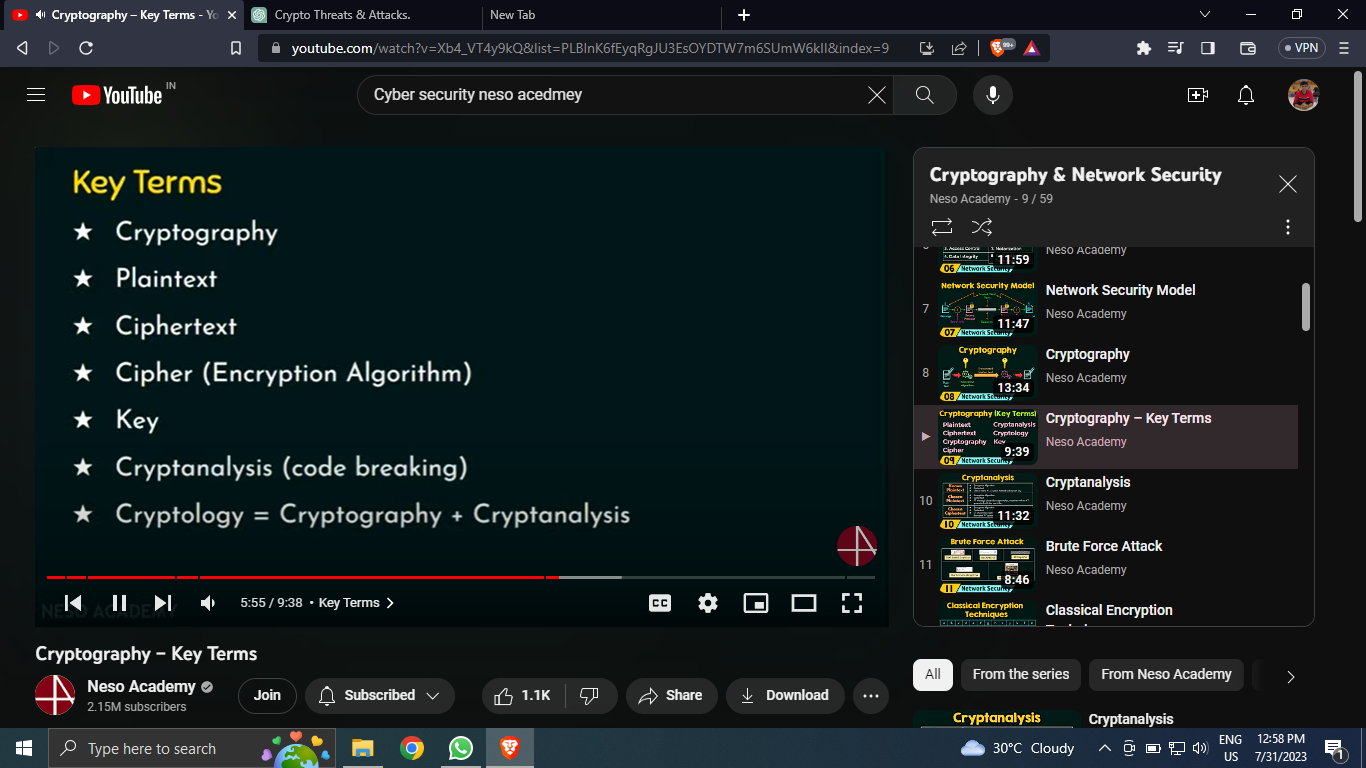 Cryptography – Key Terms - Yo
Crypto Threats & Attacks.
New Tab
youtube.com/watch?v=Xb4_VT4y9kQ&list=PLBlnK6fEyqRgJU3EsOYDTW7m6SUmW6kII&index=9
99+
VPN
YouTube IN
Cyber security neso acedmey
Key Terms
★ Cryptography
★ Plaintext
★ Ciphertext
★ Cipher (Encryption Algorithm)
★ Key
★ Cryptanalysis (code breaking)
★ Cryptology = Cryptography + Cryptanalysis
NESO ACADEMY
5:55 / 9:38 • Key Terms
CC
Cryptography – Key Terms
Neso Academy
2.15M subscribers
Join
Subscribed
1.1K
Share
Download
Cryptography & Network Security
Neso Academy - 9 / 59
11:59
06 Network Security
Neso Academy
7
Network Security Model
11:47
07 Network Security
Network Security Model
Neso Academy
8
Cryptography
13:34
08 Network Security
Cryptography
Neso Academy
Cryptography (Key Terms)
Plaintext Cryptanalysis
Ciphertext Cryptology
Cryptography Key
Cipher
9:39
09 Network Security
Cryptography – Key Terms
Neso Academy
10
Cryptanalysis
11:32
10 Network Security
Cryptanalysis
Neso Academy
11
Brute Force Attack
8:46
11 Network Security
Brute Force Attack
Neso Academy
Classical Encryption
Techniques
Classical Encryption
All
From the series
From Neso Academy
Cryptanalysis
Cryptanalysis
Type here to search
30°C Cloudy
ENG
US
12:58 PM
7/31/2023
1